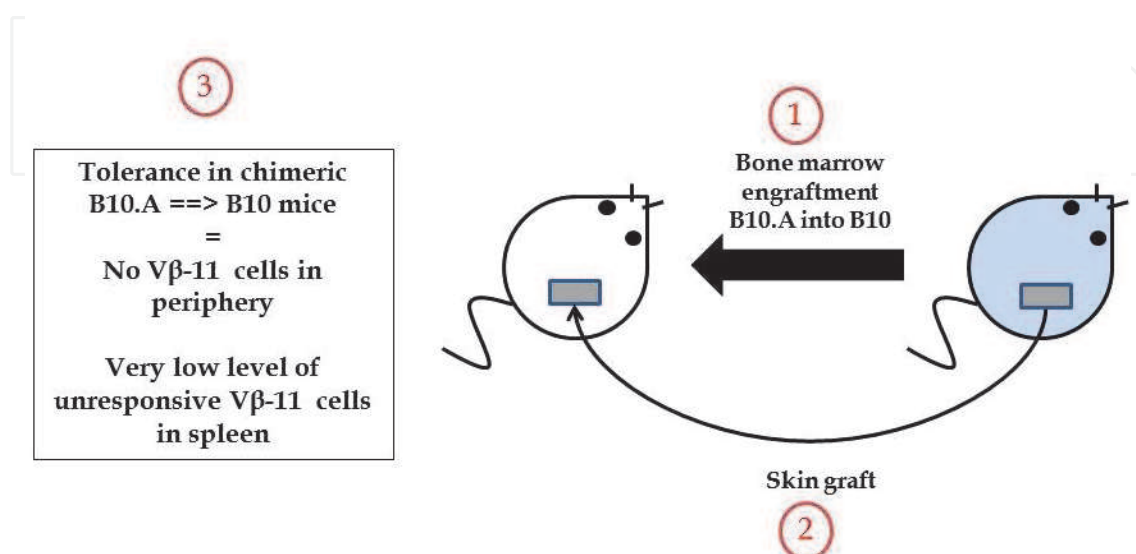 3
Tolerance in chimeric
B10.A ==> B10 mice
=
No Vβ-11 cells in
periphery
Very low level of
unresponsive Vβ-11 cells
in spleen
1
Bone marrow
engraftment
B10.A into B10
Skin graft
2